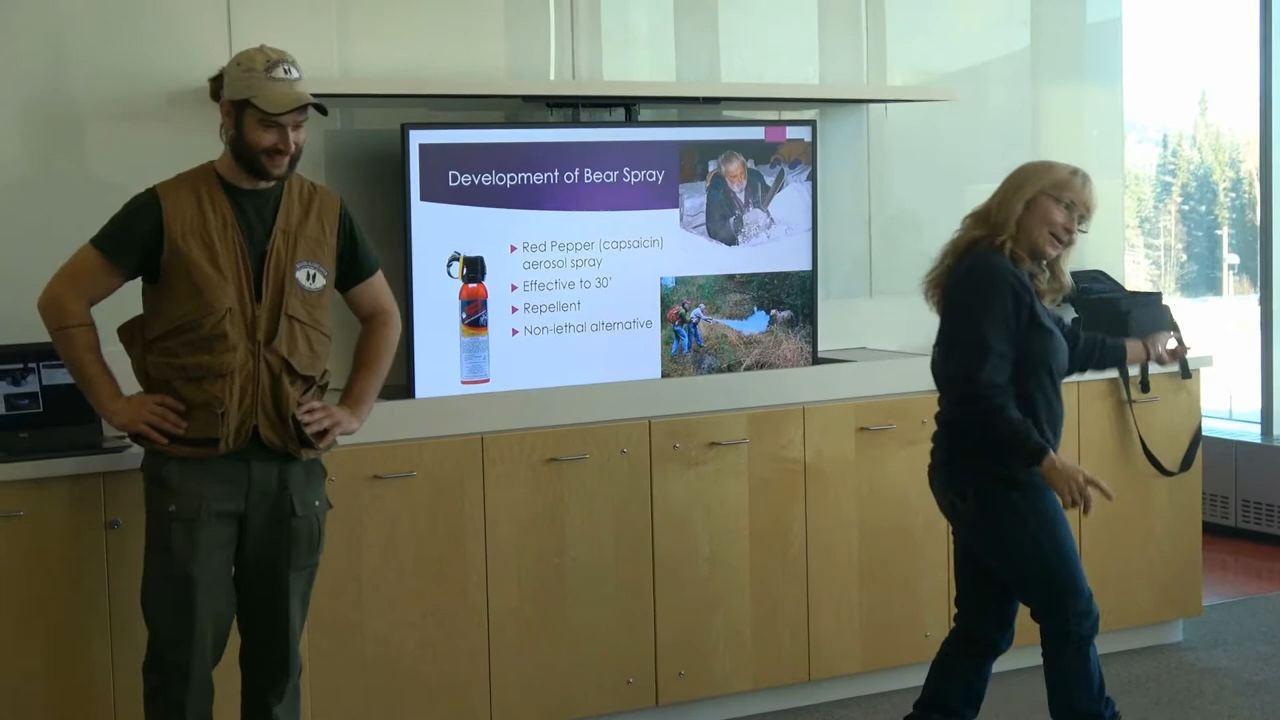 Development of Bear Spray
Red Pepper (capsaicin)
aerosol spray
Effective to 30'
Repellent
Non-lethal alternative